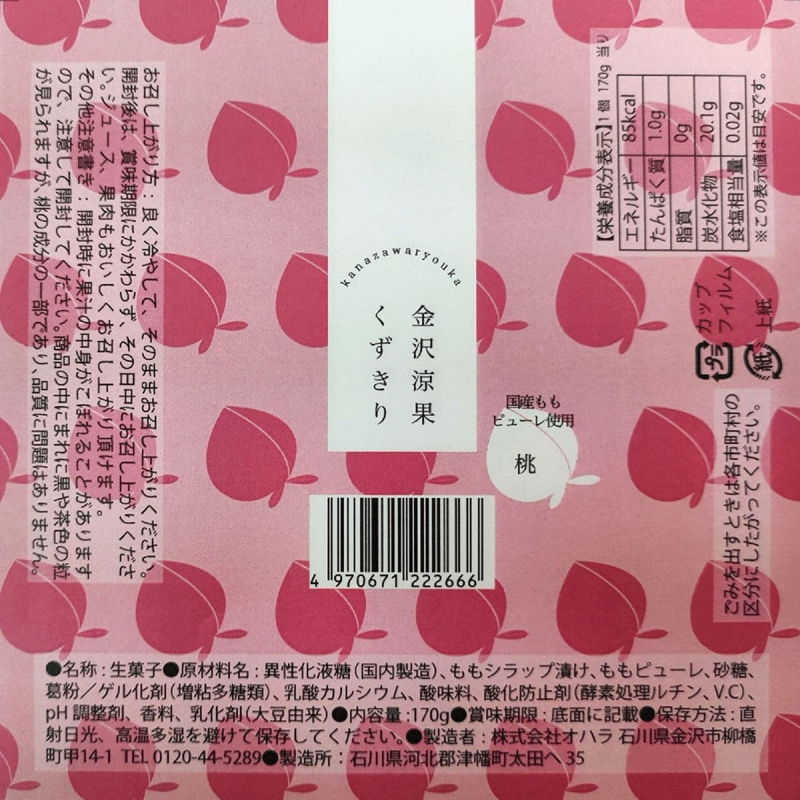 kanazawaryouka
金沢涼果
くずきり
国産もも
ピューレ使用
桃
お召し上がり方：良く冷やして、そのままお召し上がりください。
開封後は、賞味期限にかかわらず、その日中にお召し上がりくださ
い。ジュース、果肉もおいしくお召し上がり頂けます。
その他注意書き：開封時に果汁の中身がこぼれることがあります
ので、注意して開封してください。商品の中にまれに黒や茶色の粒
が見られますが、桃の成分の一部であり、品質に問題はありません。
【栄養成分表示】1個 170g 当り
エネルギー 85kcal
たんぱく質 1.0g
脂質 0g
炭水化物 20.1g
食塩相当量 0.02g
※この表示値は目安です。
プラ カップ
フィルム
紙 上紙
ごみを出すときは各市町村の
区分にしたがってください。
4 970671 222666
●名称：生菓子●原材料名：異性化液糖（国内製造）、ももシラップ漬け、ももピューレ、砂糖、
葛粉／ゲル化剤（増粘多糖類）、乳酸カルシウム、酸味料、酸化防止剤（酵素処理ルチン、V.C）、
pH調整剤、香料、乳化剤（大豆由来）●内容量：170g●賞味期限：底面に記載●保存方法：直
射日光、高温多湿を避けて保存してください。●製造者：株式会社オハラ 石川県金沢市柳橋
町甲14-1 TEL 0120-44-5289●製造所：石川県河北郡津幡町太田へ35